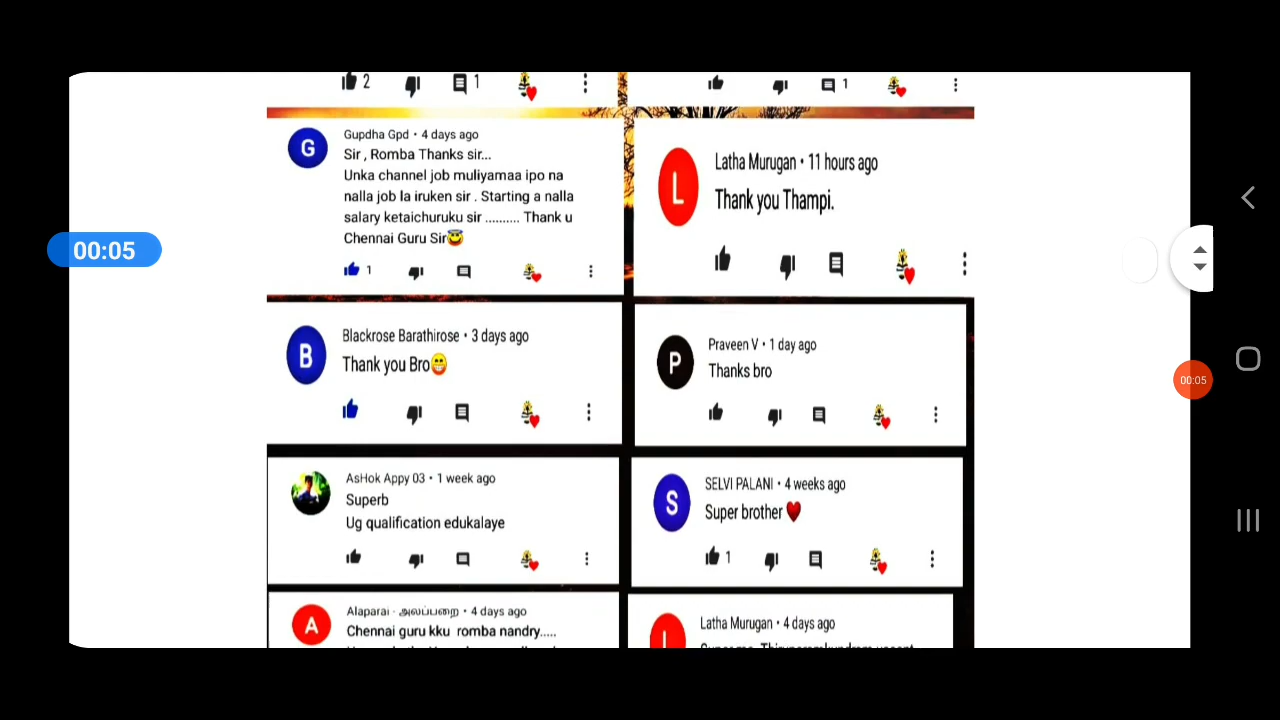 2
1
1
G
Gupdha Gpd • 4 days ago
Sir , Romba Thanks sir...
Unka channel job muliyamaa ipo na
nalla job la iruken sir . Starting a nalla
salary ketaichuruku sir .......... Thank u
Chennai Guru Sir😇
1
L
Latha Murugan • 11 hours ago
Thank you Thampi.
00:05
B
Blackrose Barathirose • 3 days ago
Thank you Bro😁
P
Praveen V • 1 day ago
Thanks bro
00:05
AsHok Appy 03 • 1 week ago
Superb
Ug qualification edukalaye
S
SELVI PALANI • 4 weeks ago
Super brother ♥
1
A
Alaparai - அலப்பறை • 4 days ago
Chennai guru kku romba nandry.....
L
Latha Murugan • 4 days ago